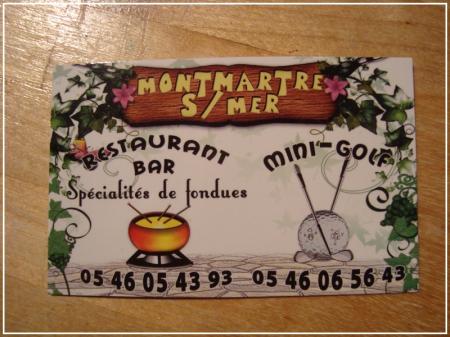 MONTMARTRE
S/MER
RESTAURANT
BAR
Spécialités de fondues
MINI-GOLF
05 46 05 43 93
05 46 06 56 43